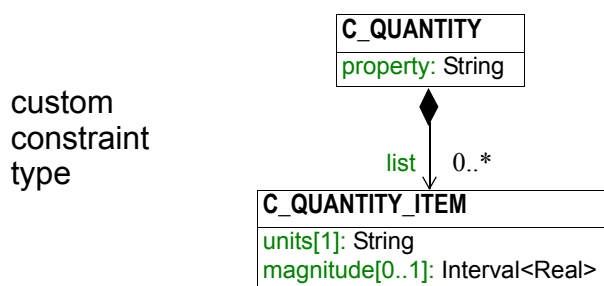 C_QUANTITY
property: String
custom
constraint
type
list 0..*
C_QUANTITY_ITEM
units[1]: String
magnitude[0..1]: Interval<Real>